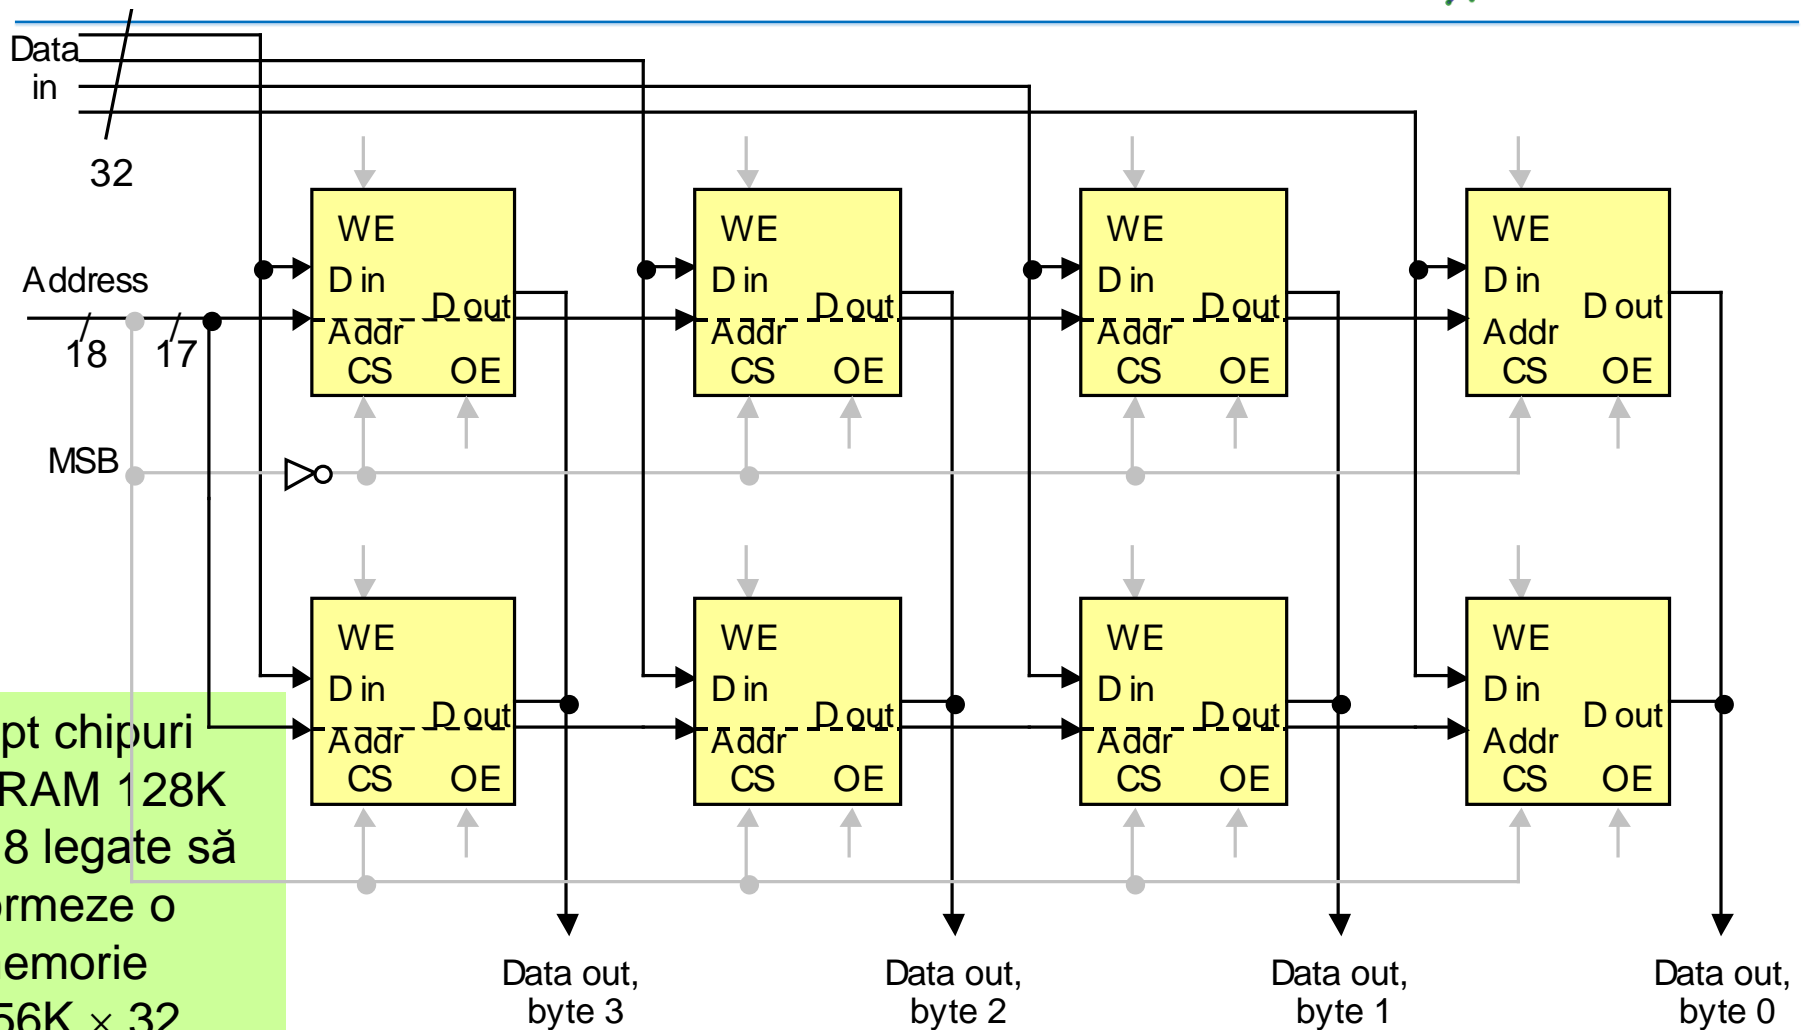 Data
in
32
WE
D in
D out
Addr
CS OE
WE
D in
D out
Addr
CS OE
WE
D in
D out
Addr
CS OE
WE
D in
D out
Addr
CS OE
Address
18 17
MSB
WE
D in
D out
Addr
CS OE
WE
D in
D out
Addr
CS OE
WE
D in
D out
Addr
CS OE
WE
D in
D out
Addr
CS OE
pt chipuri
RAM 128K
8 legate să
ormeze o
nemorie
56K × 32
Data out,
byte 3
Data out,
byte 2
Data out,
byte 1
Data out,
byte 0